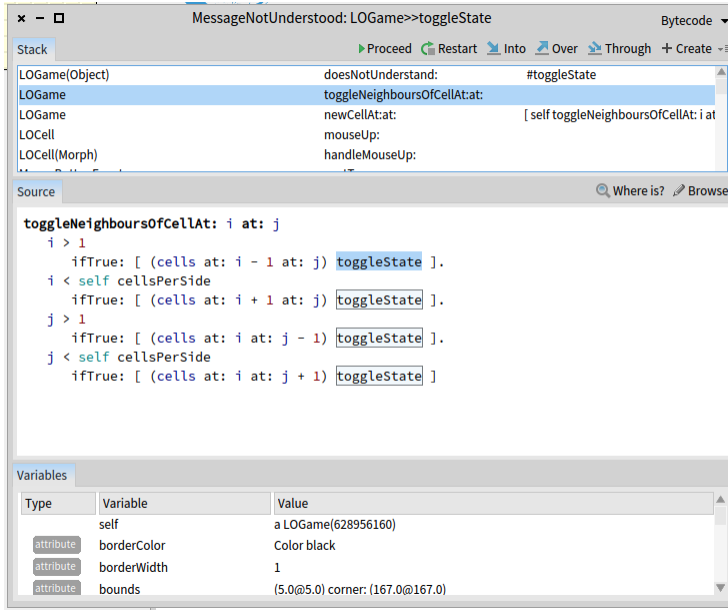 MessageNotUnderstood: LOGame>>toggleState
Bytecode
Stack
Proceed Restart Into Over Through Create
LOGame(Object) doesNotUnderstand: #toggleState
LOGame toggleNeighboursOfCellAt:at:
LOGame newCellAt:at: [ self toggleNeighboursOfCellAt: i at
LOCell mouseUp:
LOCell(Morph) handleMouseUp:
Source
Where is? Browse
toggleNeighboursOfCellAt: i at: j
i > 1
ifTrue: [ (cells at: i - 1 at: j) toggleState ].
i < self cellsPerSide
ifTrue: [ (cells at: i + 1 at: j) toggleState ].
j > 1
ifTrue: [ (cells at: i at: j - 1) toggleState ].
j < self cellsPerSide
ifTrue: [ (cells at: i at: j + 1) toggleState ]
Variables
Type Variable Value
self a LOGame(628956160)
attribute borderColor Color black
attribute borderWidth 1
attribute bounds (5.0@5.0) corner: (167.0@167.0)